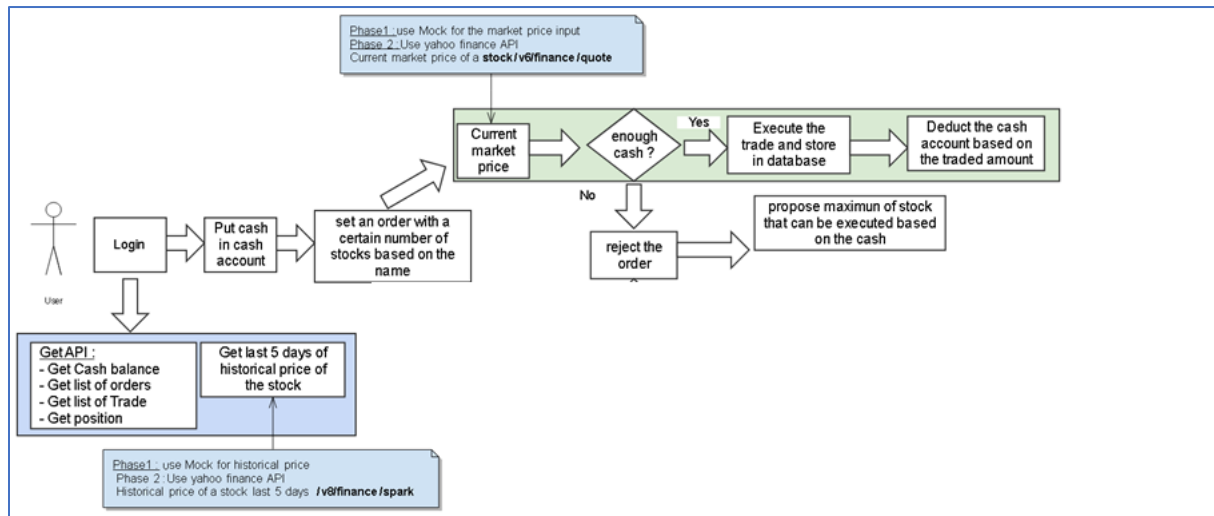 Phase1 : use Mock for the market price input
Phase 2 : Use yahoo finance API
Current market price of a stock/v6/finance/quote
Current
market
price
enough
cash ?
Yes
Execute the
trade and store
in database
Deduct the cash
account based on
the traded amount
No
reject the
order
propose maximun of stock
that can be executed based
on the cash
User
Login
Put cash
in cash
account
set an order with a
certain number of
stocks based on the
name
Get API :
- Get Cash balance
- Get list of orders
- Get list of Trade
- Get position
Get last 5 days of
historical price of
the stock
Phase1 : use Mock for historical price
Phase 2 : Use yahoo finance API
Historical price of a stock last 5 days /v8/finance/spark